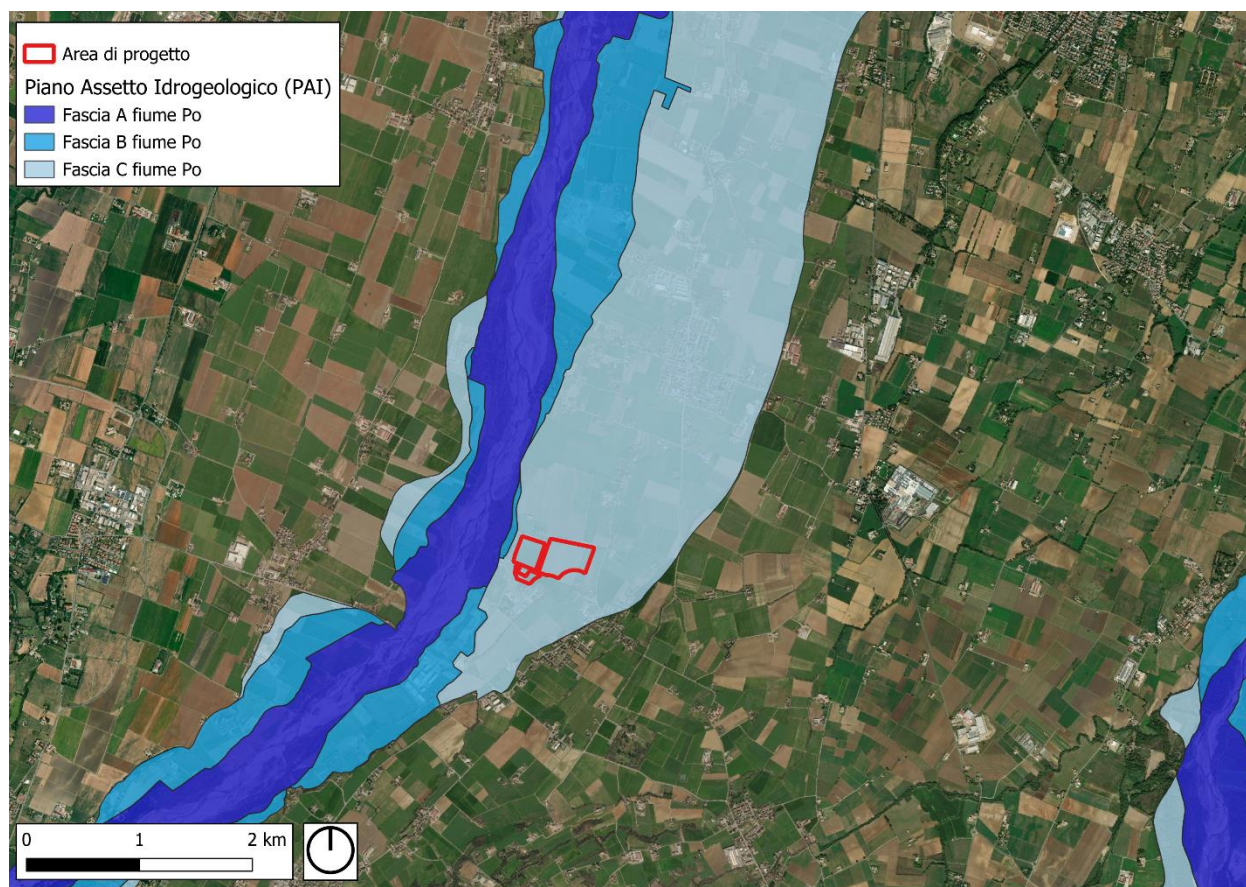 Area di progetto
Piano Assetto Idrogeologico (PAI)
Fascia A fiume Po
Fascia B fiume Po
Fascia C fiume Po
0 1 2 km